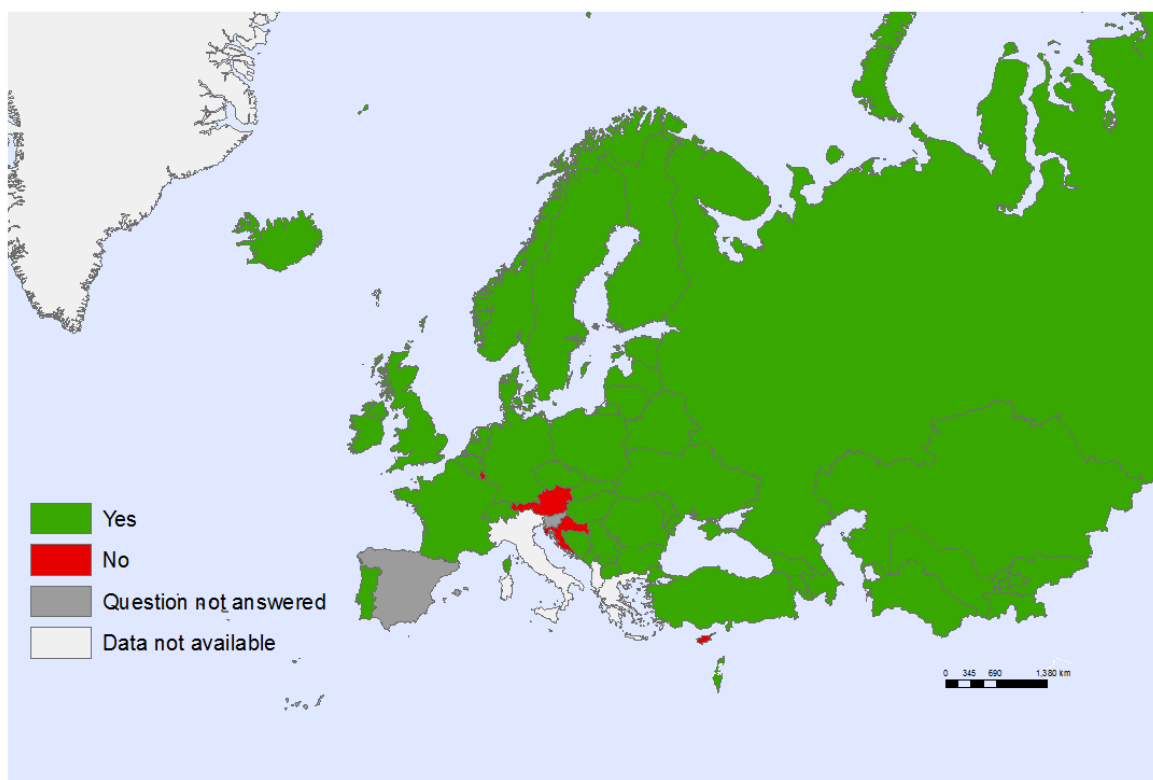 Yes
No
Question not answered
Data not available
0 345 690 1,380 km